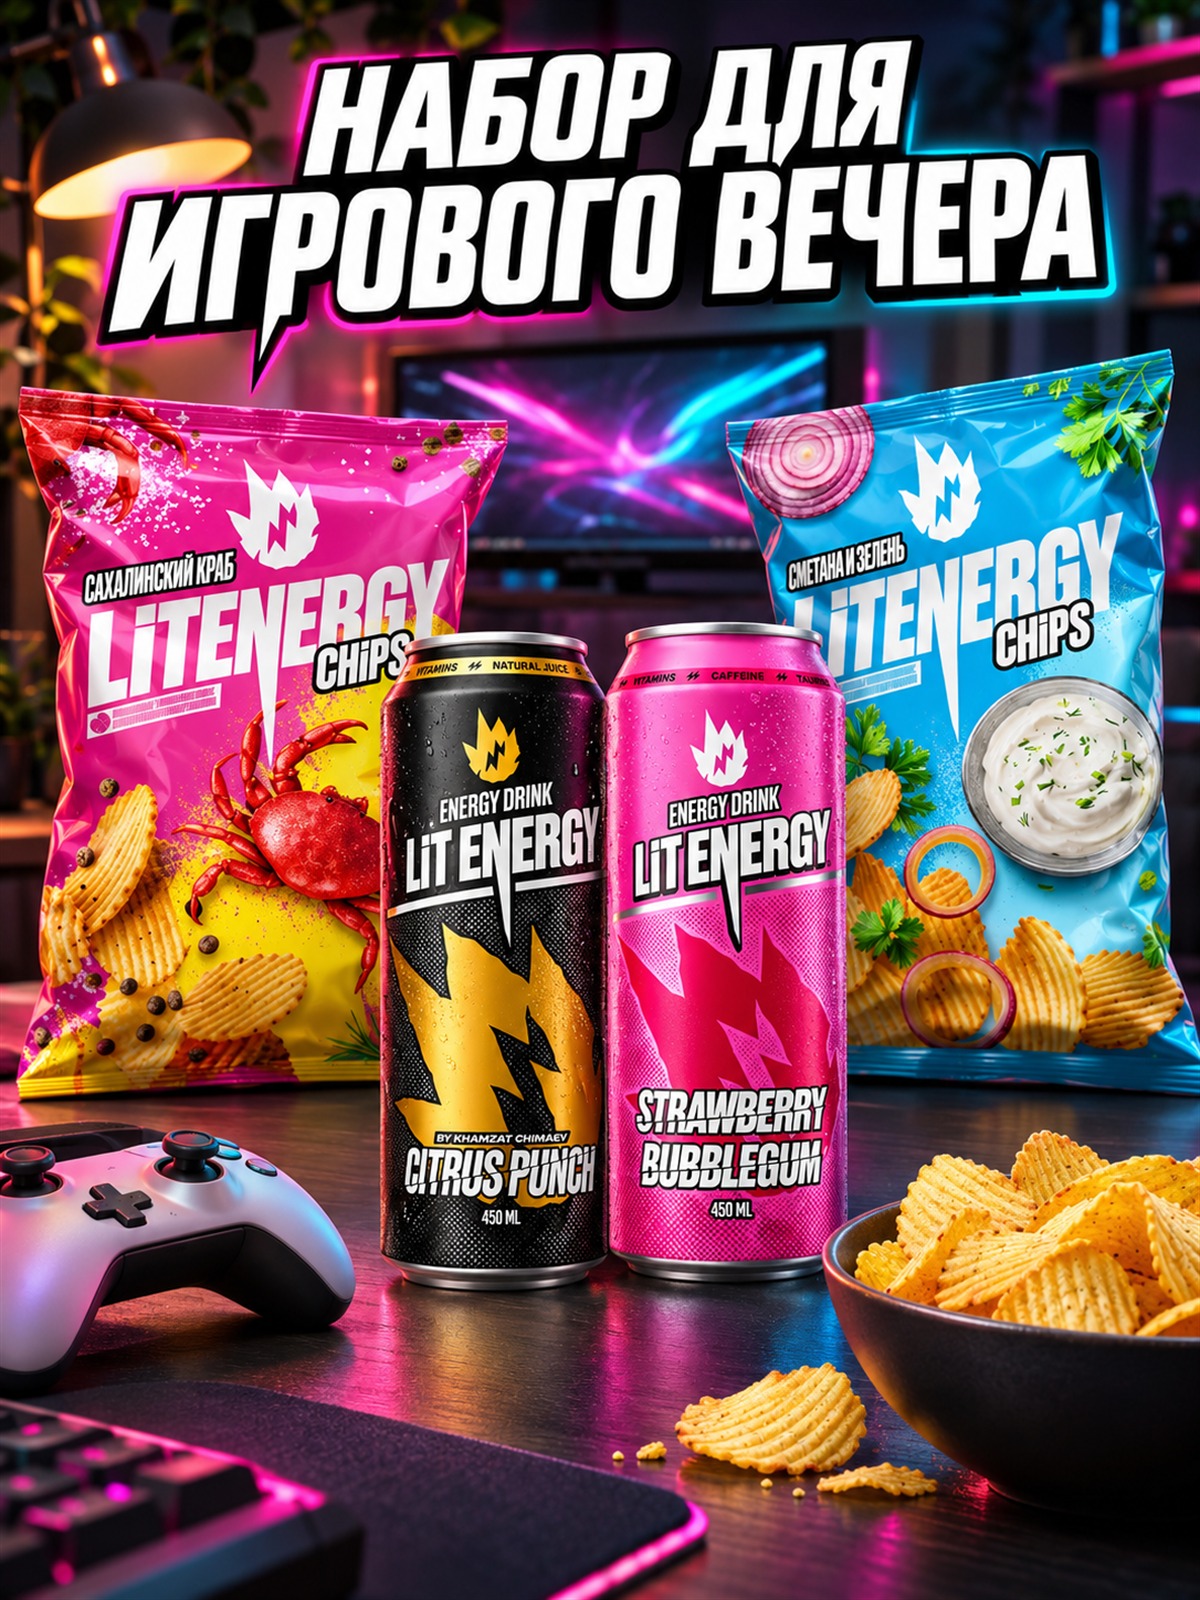 НАБОР ДЛЯ
ИГРОВОГО ВЕЧЕРА
САХАЛИНСКИЙ КРАБ
LiTENERGY
CHiPS
СМЕТАНА И ЗЕЛЕНЬ
LiTENERGY
CHiPS
VITAMINS NATURAL JUICE
ENERGY DRINK
LiT ENERGY
BY KHAMZAT CHIMAEV
CITRUS PUNCH
450 ML
VITAMINS CAFFEINE
ENERGY DRINK
LiT ENERGY
STRAWBERRY
BUBBLEGUM
450 ML